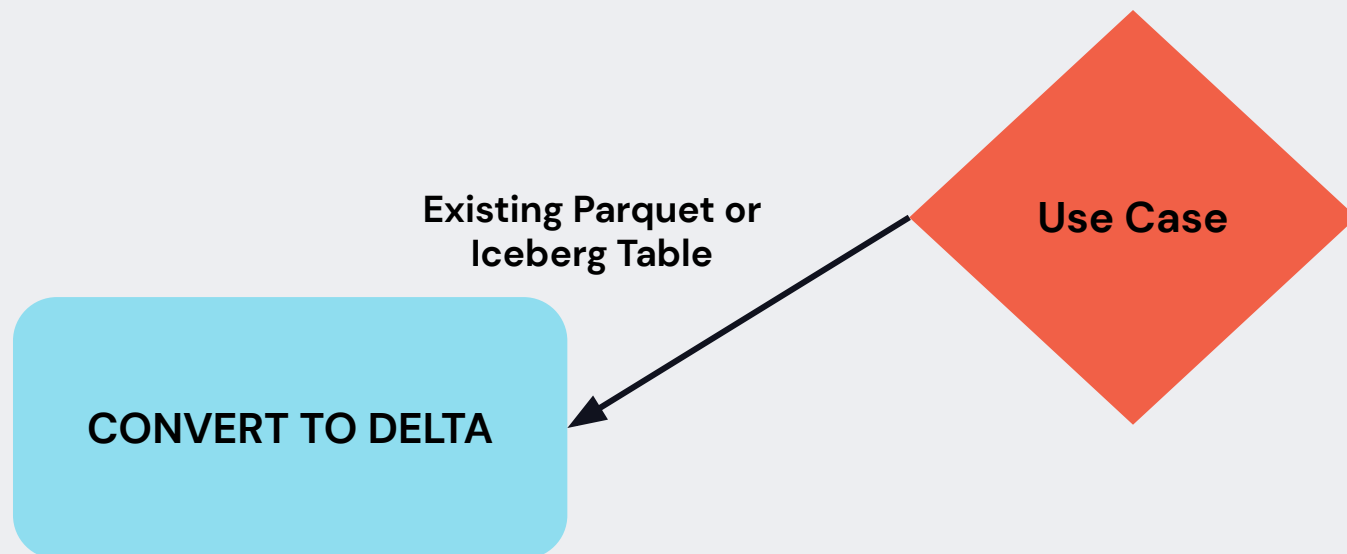 Existing Parquet or
Iceberg Table
Use Case
CONVERT TO DELTA